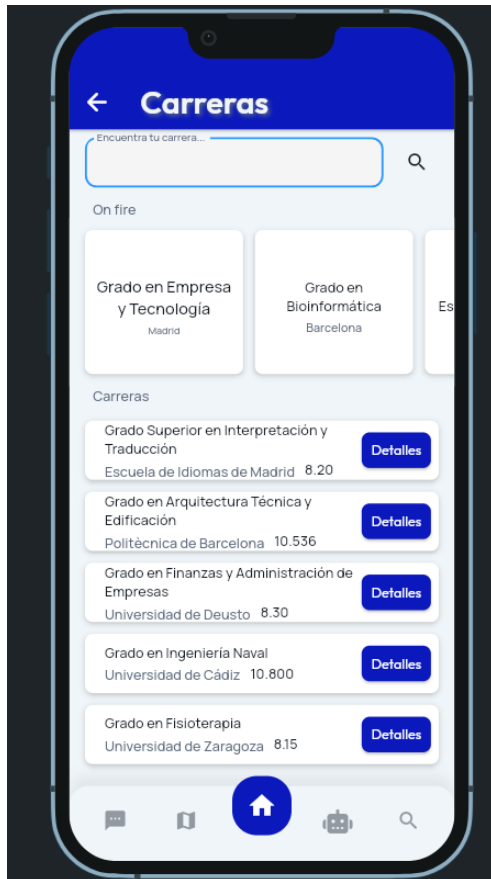 Carreras
Encuentra tu carrera...
On fire
Grado en Empresa
y Tecnología
Madrid
Grado en
Bioinformática
Barcelona
Es
Carreras
Grado Superior en Interpretación y
Traducción
Escuela de Idiomas de Madrid 8.20
Detalles
Grado en Arquitectura Técnica y
Edificación
Politècnica de Barcelona 10.536
Detalles
Grado en Finanzas y Administración de
Empresas
Universidad de Deusto 8.30
Detalles
Grado en Ingeniería Naval
Universidad de Cádiz 10.800
Detalles
Grado en Fisioterapia
Universidad de Zaragoza 8.15
Detalles